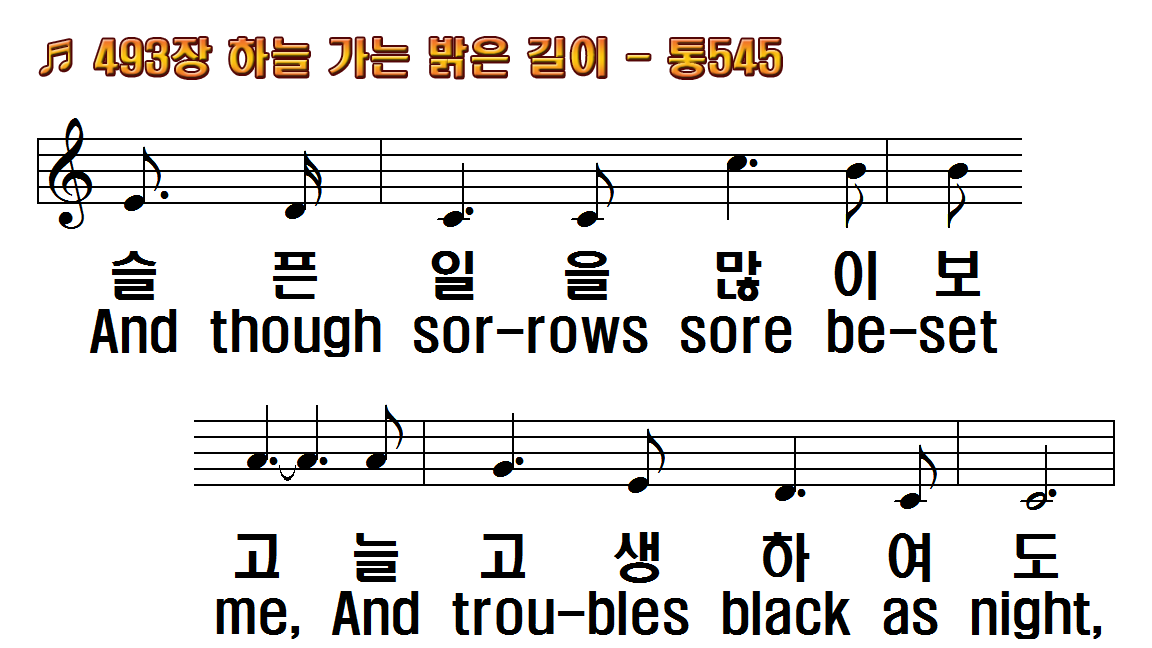 ♬ 493장 하늘 가는 밝은 길이 - 통545
슬 픈 일 을 많 이 보
And though sor-rows sore be-set
고 늘 고 생 하 여 도
me, And trou-bles black as night,